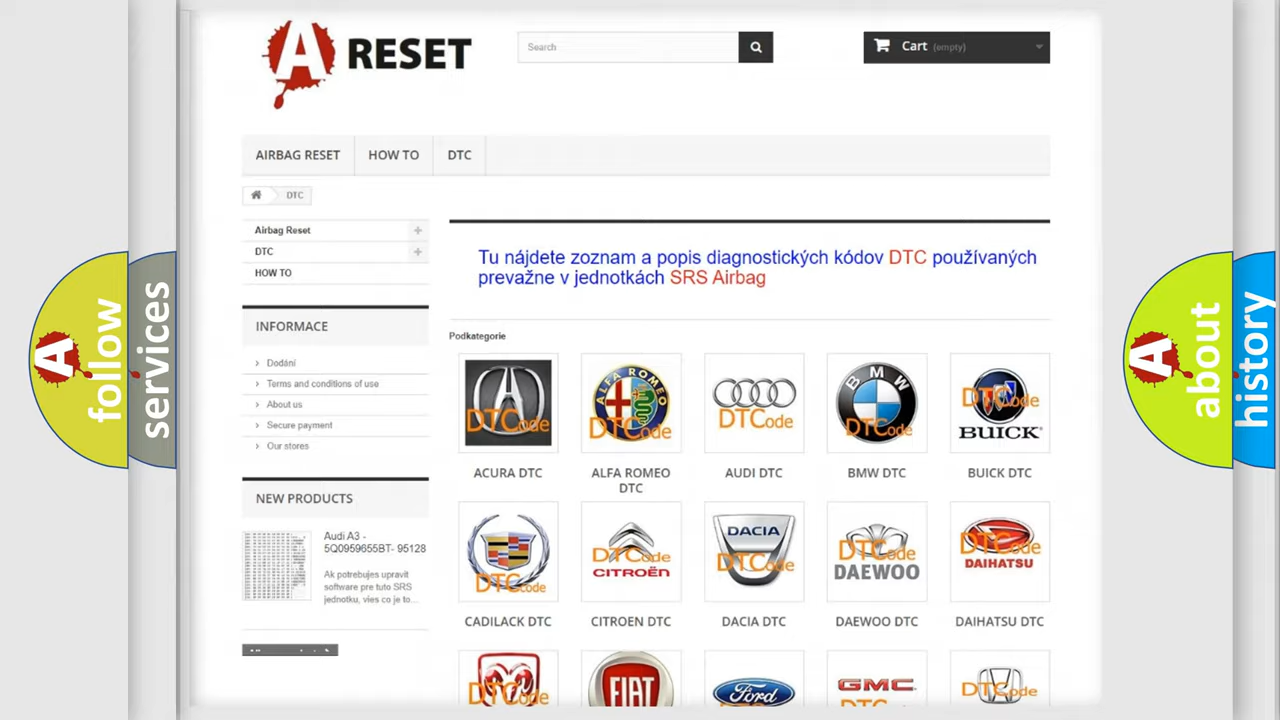 A RESET
Search
Cart (empty)
AIRBAG RESET
HOW TO
DTC
DTC
Airbag Reset
DTC
HOW TO
INFORMACE
Dodání
Terms and conditions of use
About us
Secure payment
Our stores
NEW PRODUCTS
Audi A3 -
5Q0959655BT- 95128
Ak potrebujes upravit
software pre tuto SRS
jednotku, vies co je to...
Tu nájdete zoznam a popis diagnostických kódov DTC používaných
prevažne v jednotkách SRS Airbag
Podkategorie
DTCode
ALFA ROMEO
DTCode
DTCode
BMW
DTCode
DTCode
BUICK
ACURA DTC
ALFA ROMEO
DTC
AUDI DTC
BMW DTC
BUICK DTC
DTCode
DTCode
CITROËN
DACIA
DTCode
DTCode
DAEWOO
DTCode
DAIHATSU
CADILACK DTC
CITROEN DTC
DACIA DTC
DAEWOO DTC
DAIHATSU DTC
DTCode
FIAT
Ford
GMC
DTCode
A follow
services
A about
history